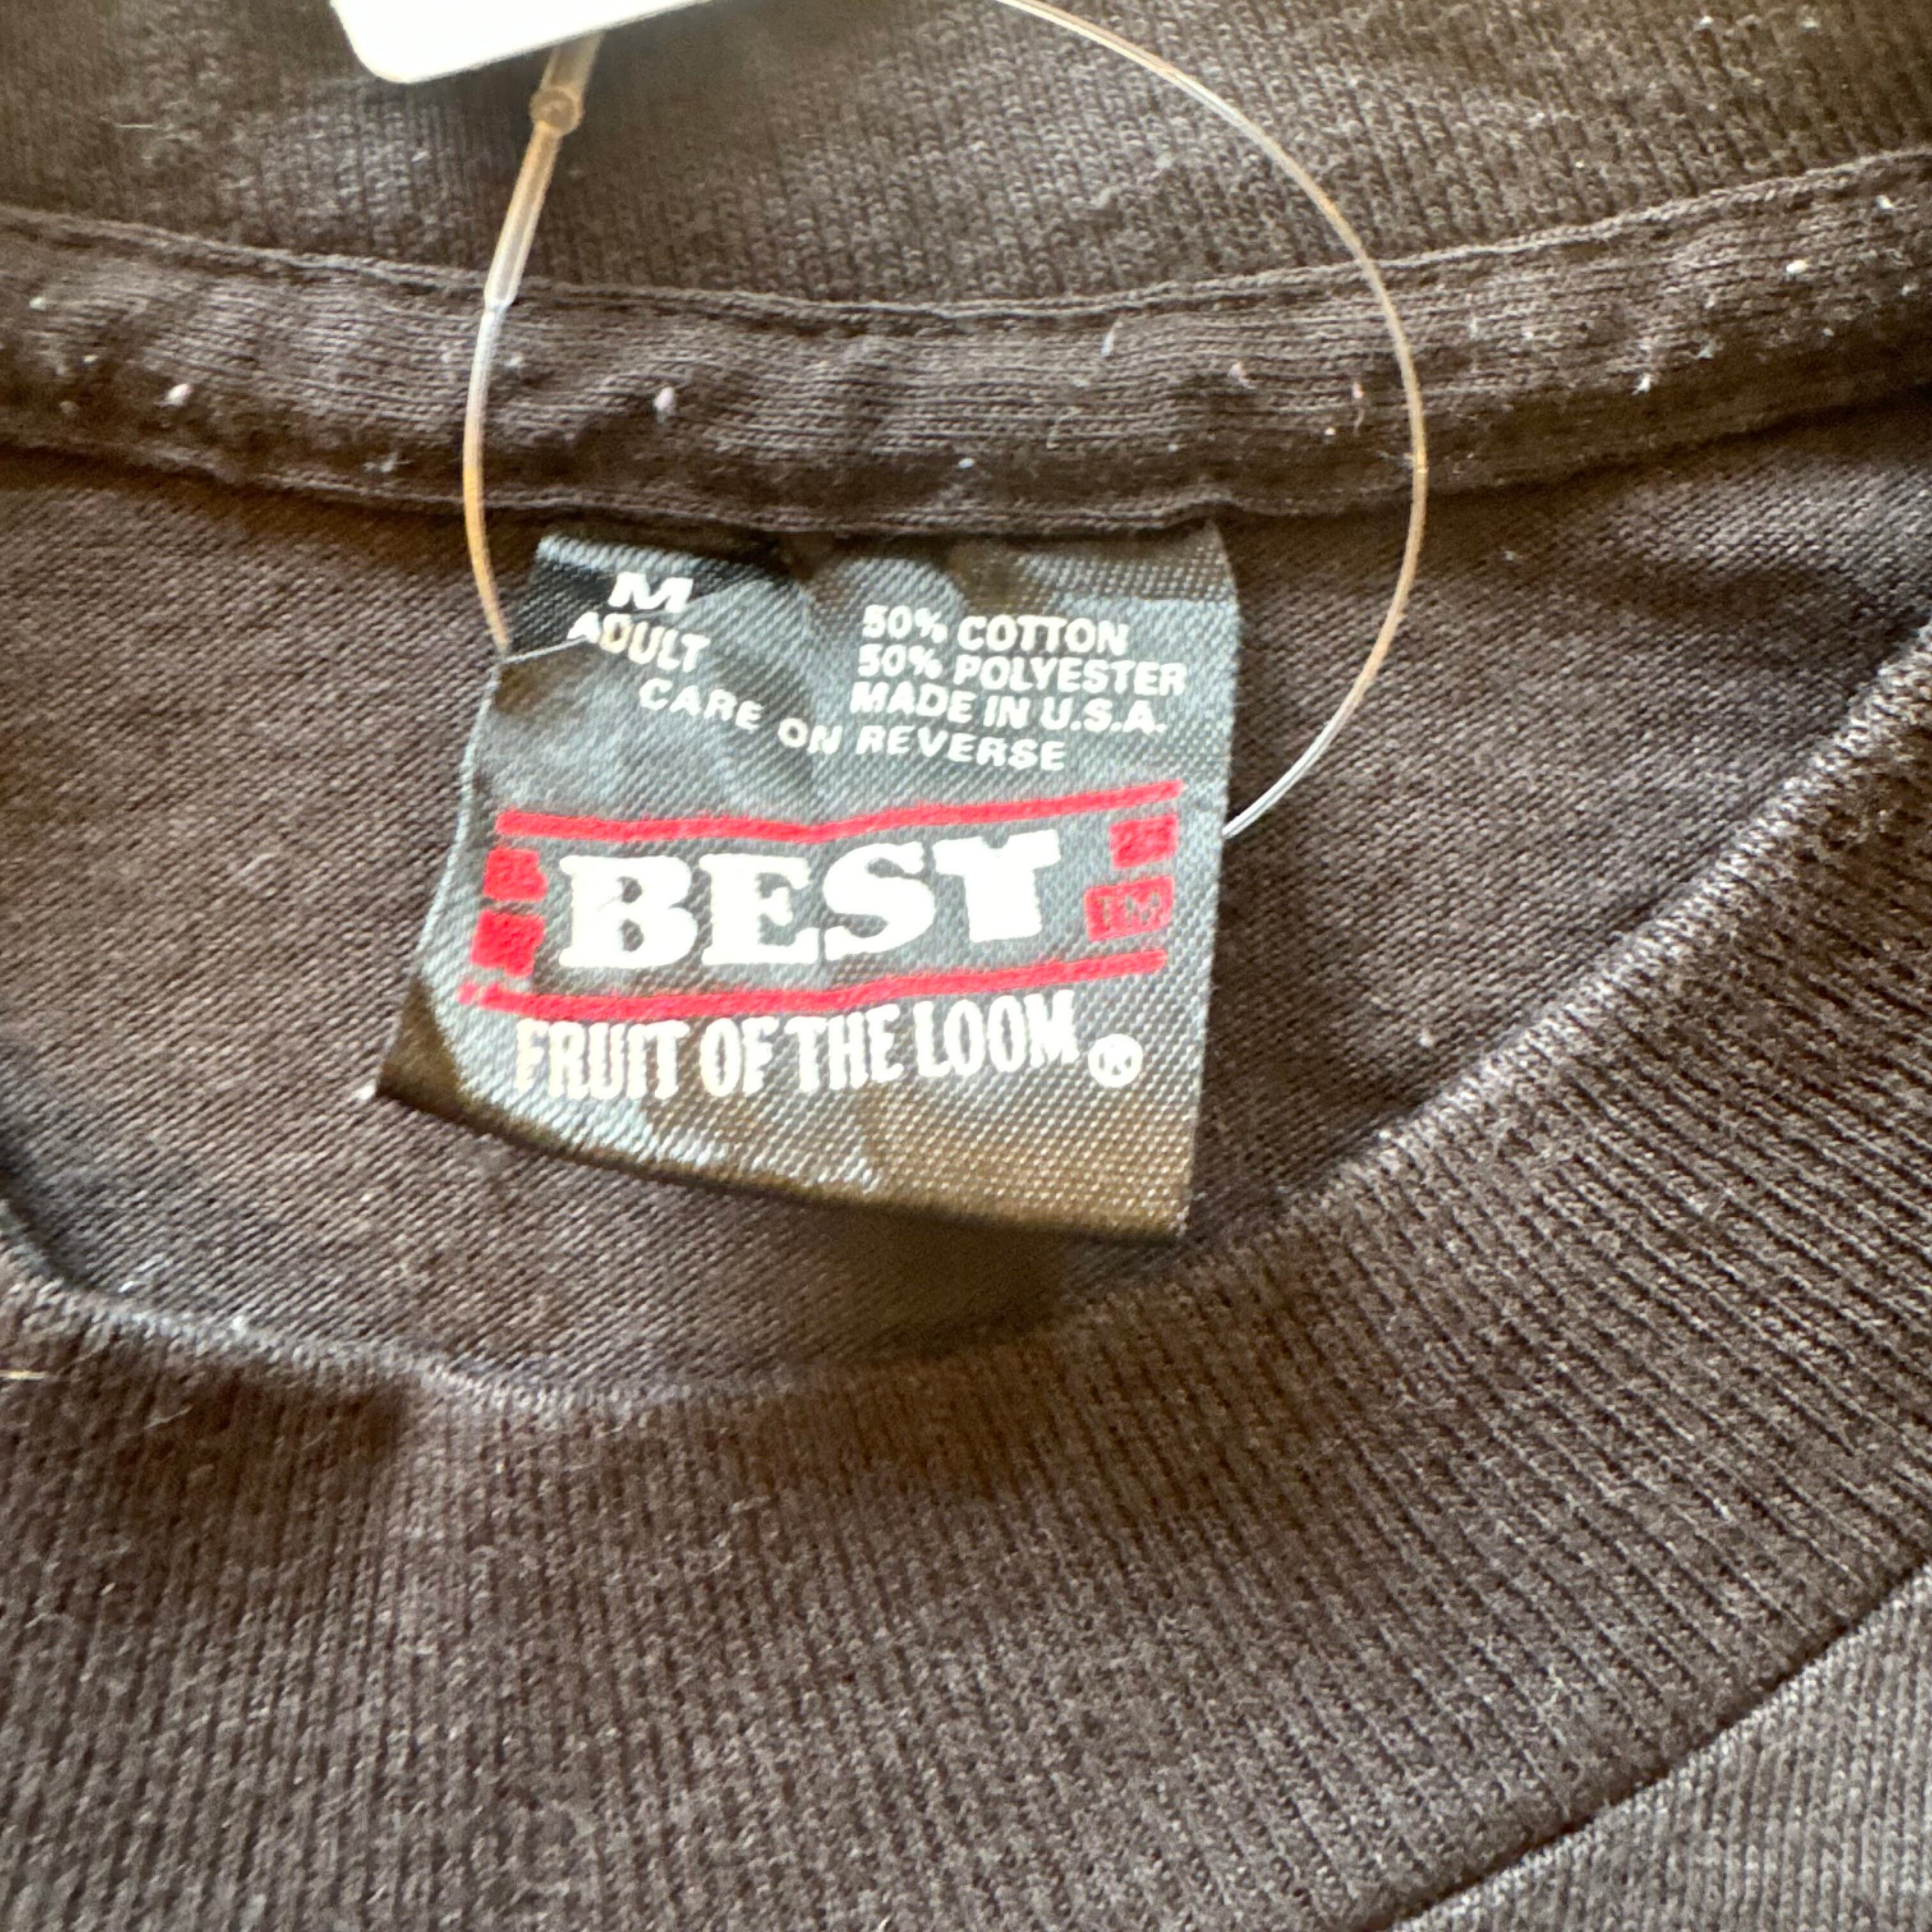 M
ADULT
50% COTTON
50% POLYESTER
MADE IN U.S.A.
CARE ON REVERSE
BEST
TM
FRUIT OF THE LOOM ®